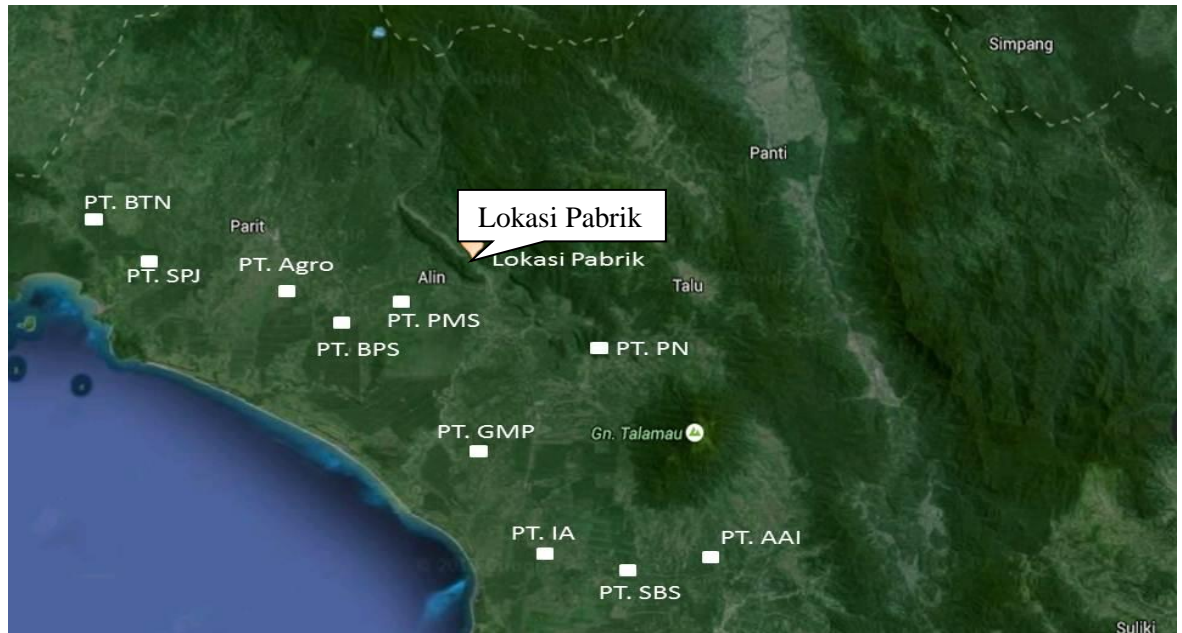 Simpang
Panti
PT. BTN
Parit
Lokasi Pabrik
Lokasi Pabrik
PT. SPJ
PT. Agro
Alin
Talu
PT. PMS
PT. BPS
PT. PN
PT. GMP
Gn. Talamau
PT. IA
PT. AAI
PT. SBS
Suliki